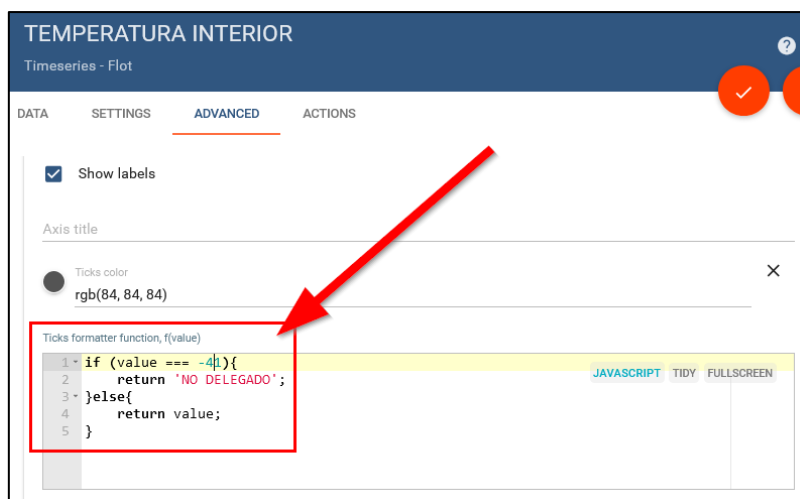 TEMPERATURA INTERIOR
Timeseries - Flot
?
DATA SETTINGS ADVANCED ACTIONS
Show labels
Axis title
Ticks color
rgb(84, 84, 84)
Ticks formatter function, f(value)
1 if (value === -41){
2 return 'NO DELEGADO';
3 }else{
4 return value;
5 }
JAVASCRIPT TIDY FULLSCREEN